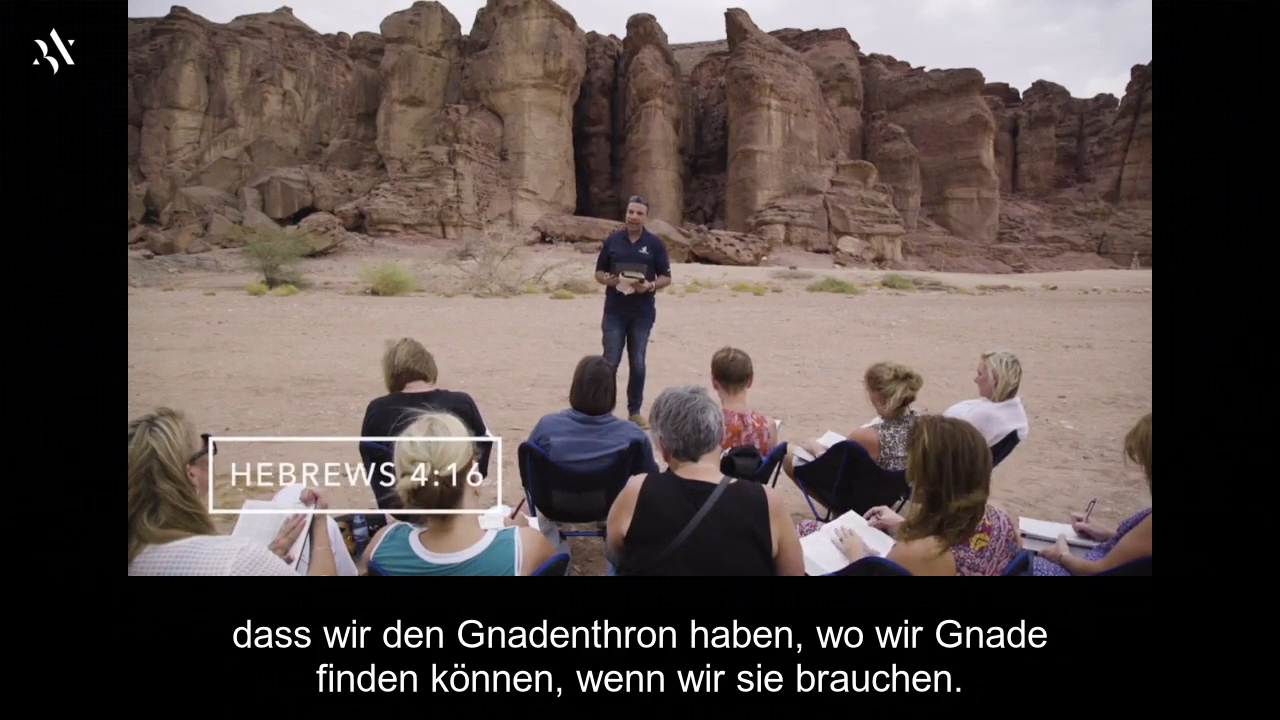 HEBREWS 4:16
dass wir den Gnadenthron haben, wo wir Gnade
finden können, wenn wir sie brauchen.